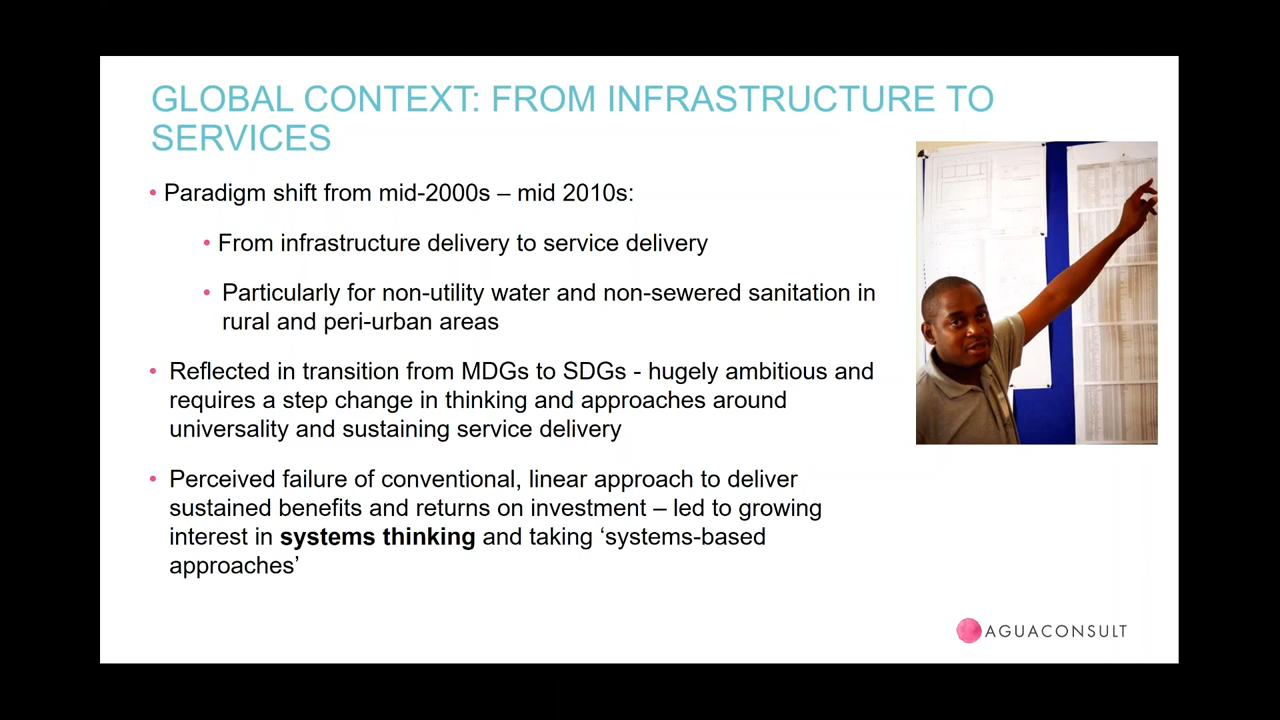 GLOBAL CONTEXT: FROM INFRASTRUCTURE TO
SERVICES
• Paradigm shift from mid-2000s – mid 2010s:
• From infrastructure delivery to service delivery
• Particularly for non-utility water and non-sewered sanitation in
rural and peri-urban areas
• Reflected in transition from MDGs to SDGs - hugely ambitious and
requires a step change in thinking and approaches around
universality and sustaining service delivery
• Perceived failure of conventional, linear approach to deliver
sustained benefits and returns on investment – led to growing
interest in systems thinking and taking ‘systems-based
approaches’
AGUACONSULT